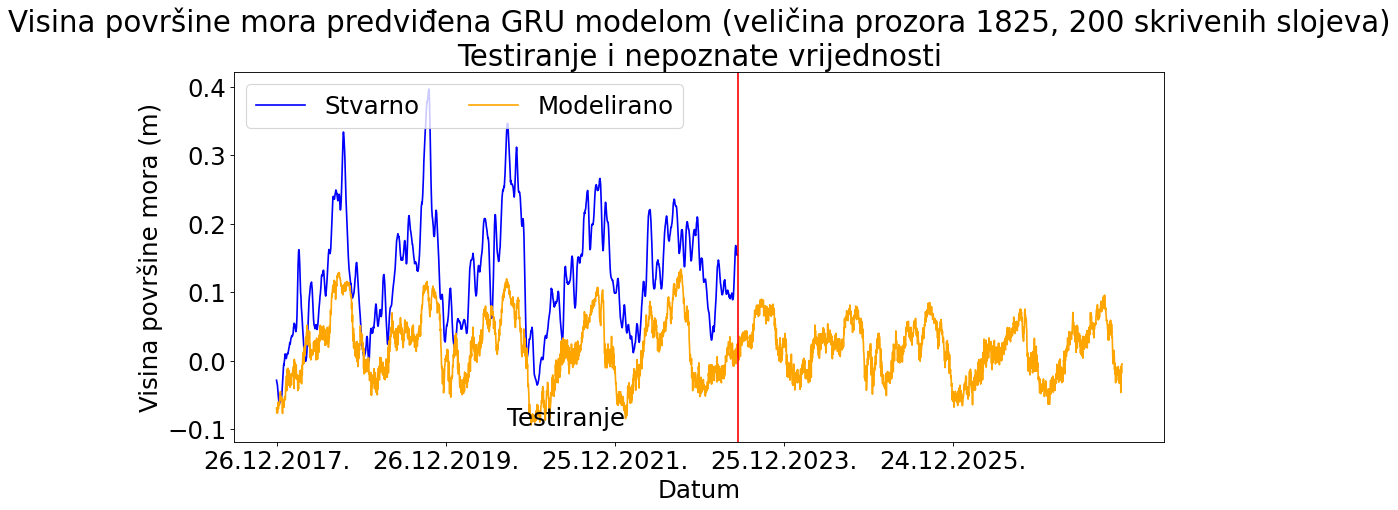 Visina površine mora predviđena GRU modelom (veličina prozora 1825, 200 skrivenih slojeva)
Testiranje i nepoznate vrijednosti
Stvarno Modelirano
0.4
0.3
0.2
0.1
0.0
−0.1
Visina površine mora (m)
Testiranje
26.12.2017. 26.12.2019. 25.12.2021. 25.12.2023. 24.12.2025.
Datum